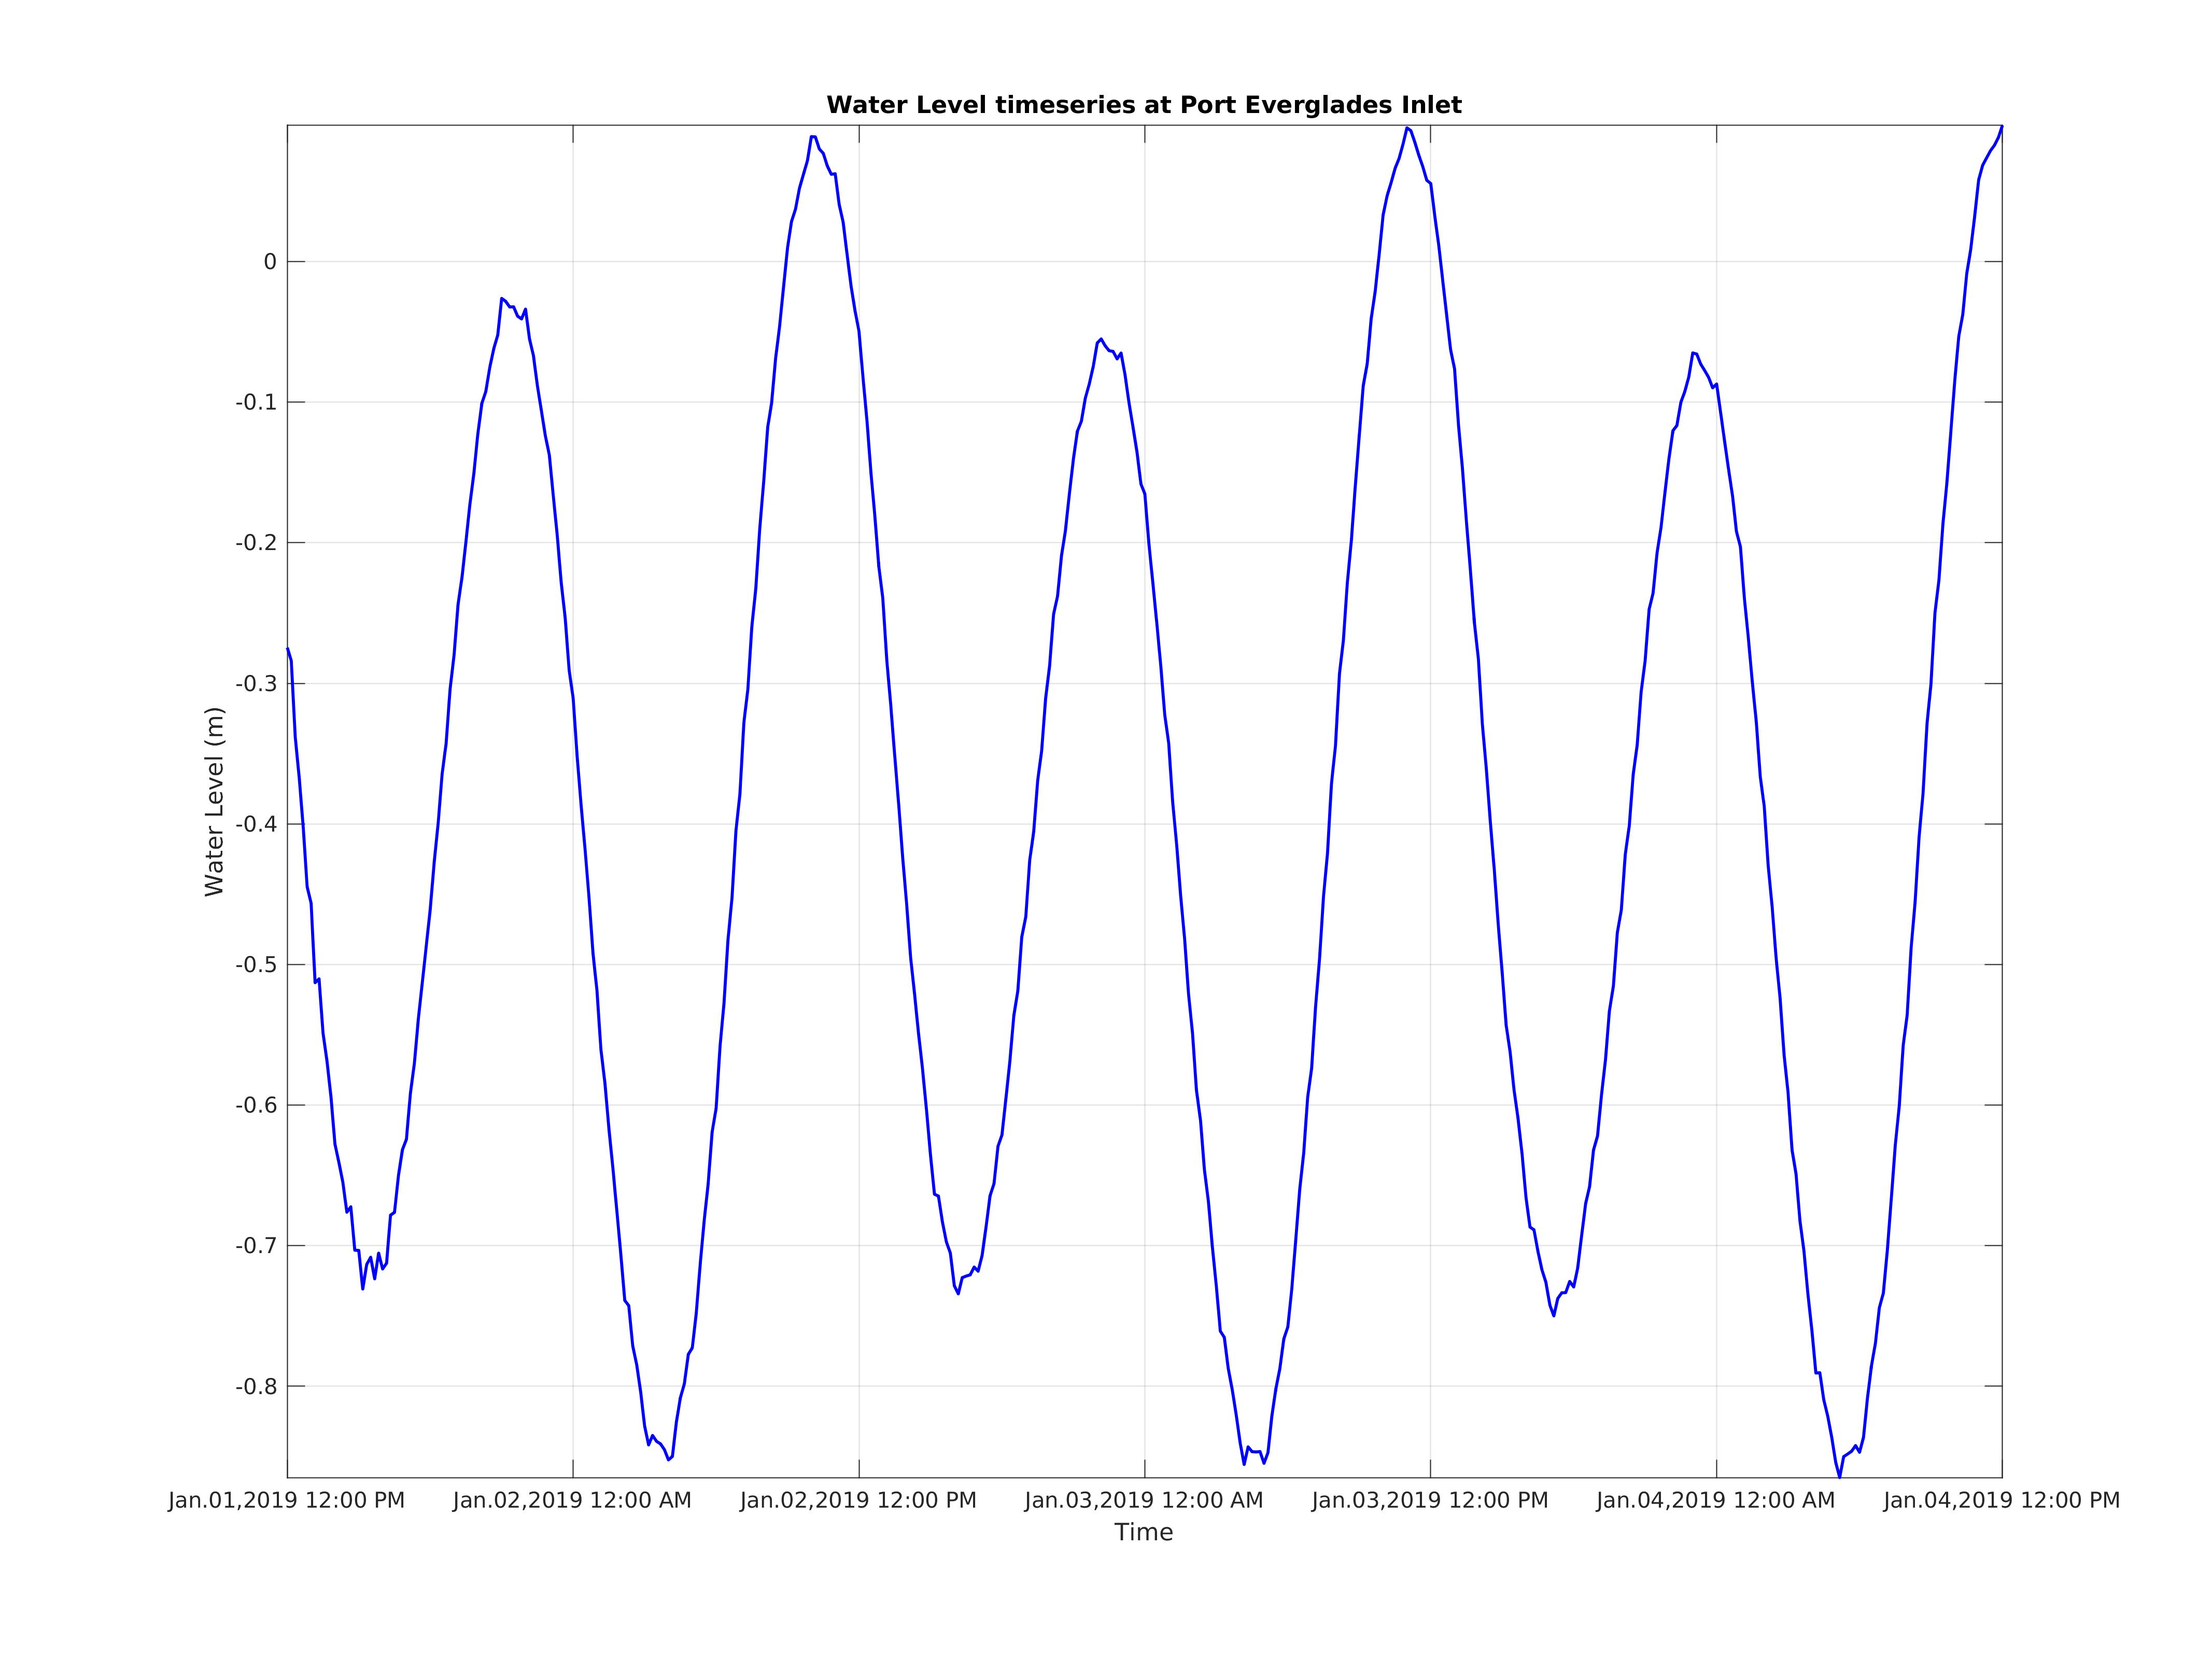 Water Level timeseries at Port Everglades Inlet
0
-0.1
-0.2
-0.3
-0.4
-0.5
-0.6
-0.7
-0.8
Water Level (m)
Jan.01,2019 12:00 PM
Jan.02,2019 12:00 AM
Jan.02,2019 12:00 PM
Jan.03,2019 12:00 AM
Jan.03,2019 12:00 PM
Jan.04,2019 12:00 AM
Jan.04,2019 12:00 PM
Time